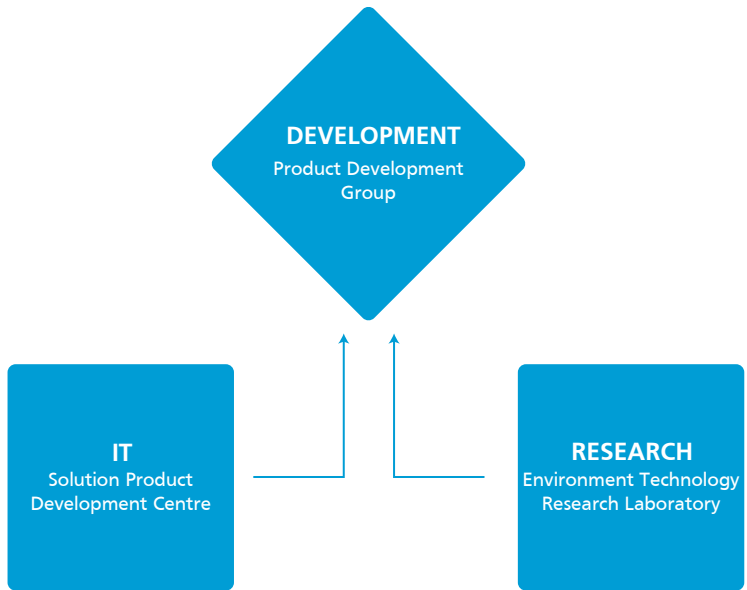 DEVELOPMENT
Product Development
Group
IT
Solution Product
Development Centre
RESEARCH
Environment Technology
Research Laboratory